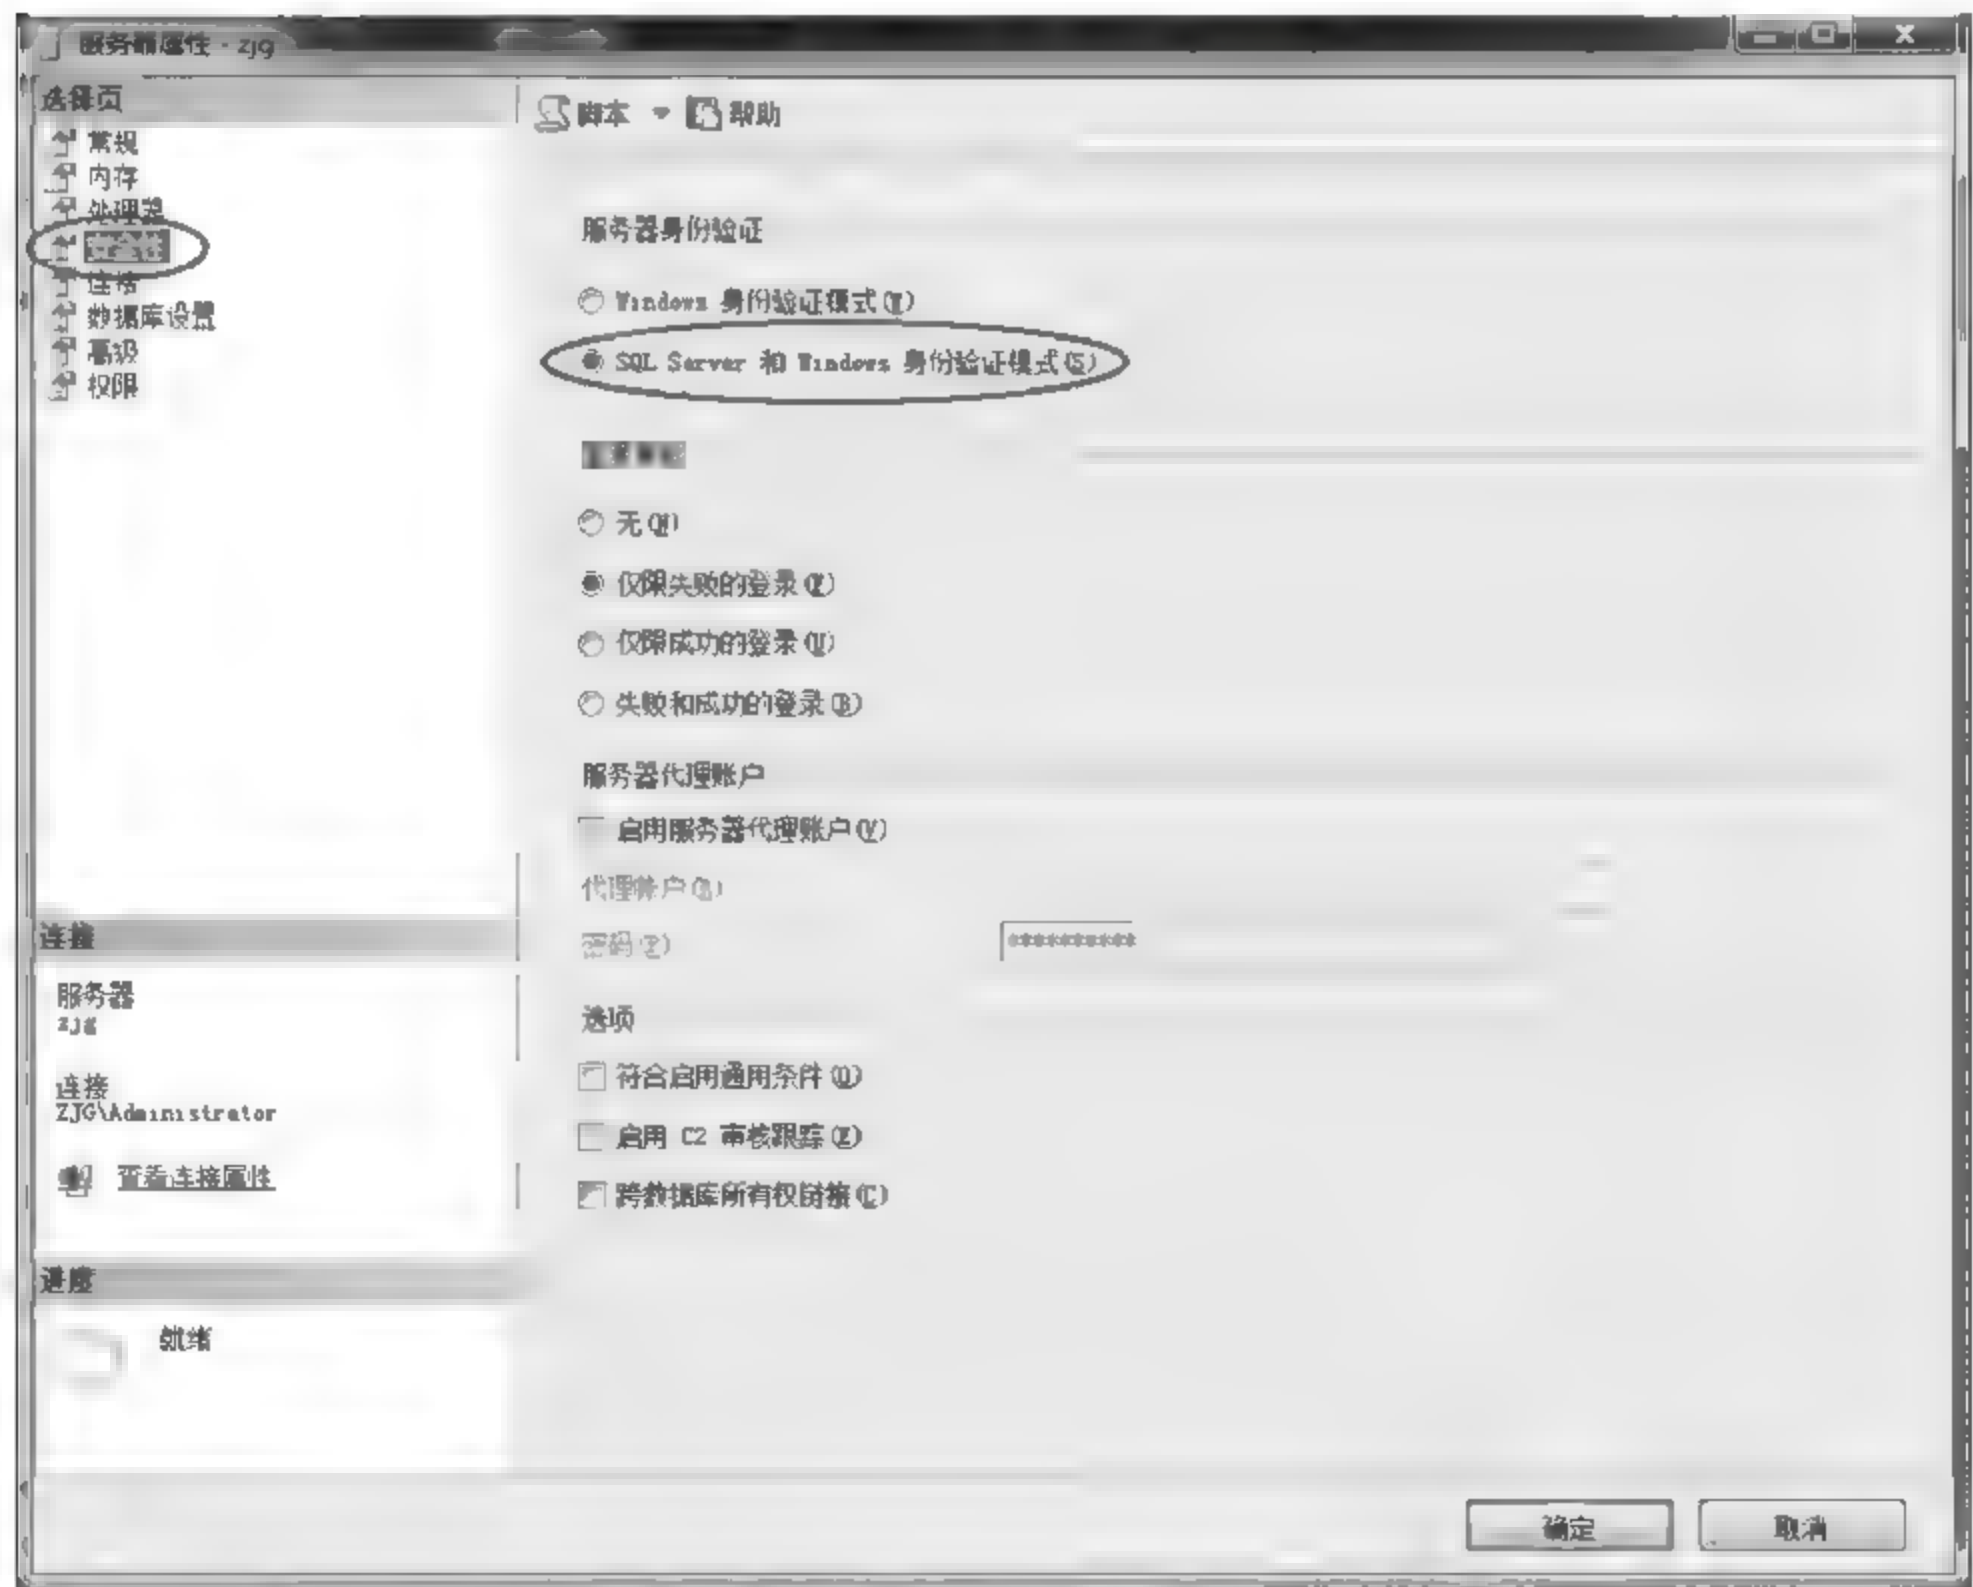 服务器属性 - zjg
选择页
常规
内存
处理器
安全性
连接
数据库设置
高级
权限
脚本 帮助
服务器身份验证
Windows 身份验证模式(W)
SQL Server 和 Windows 身份验证模式(S)
无(N)
仅限失败的登录(F)
仅限成功的登录(U)
失败和成功的登录(B)
服务器代理账户
启用服务器代理账户(V)
代理帐户(R)
密码(P)
**********
选项
符合启用通用条件(O)
启用 C2 审核跟踪(E)
跨数据库所有权链接(C)
连接
服务器
zjg
连接
ZJG\Administrator
查看连接属性
进度
就绪
确定
取消